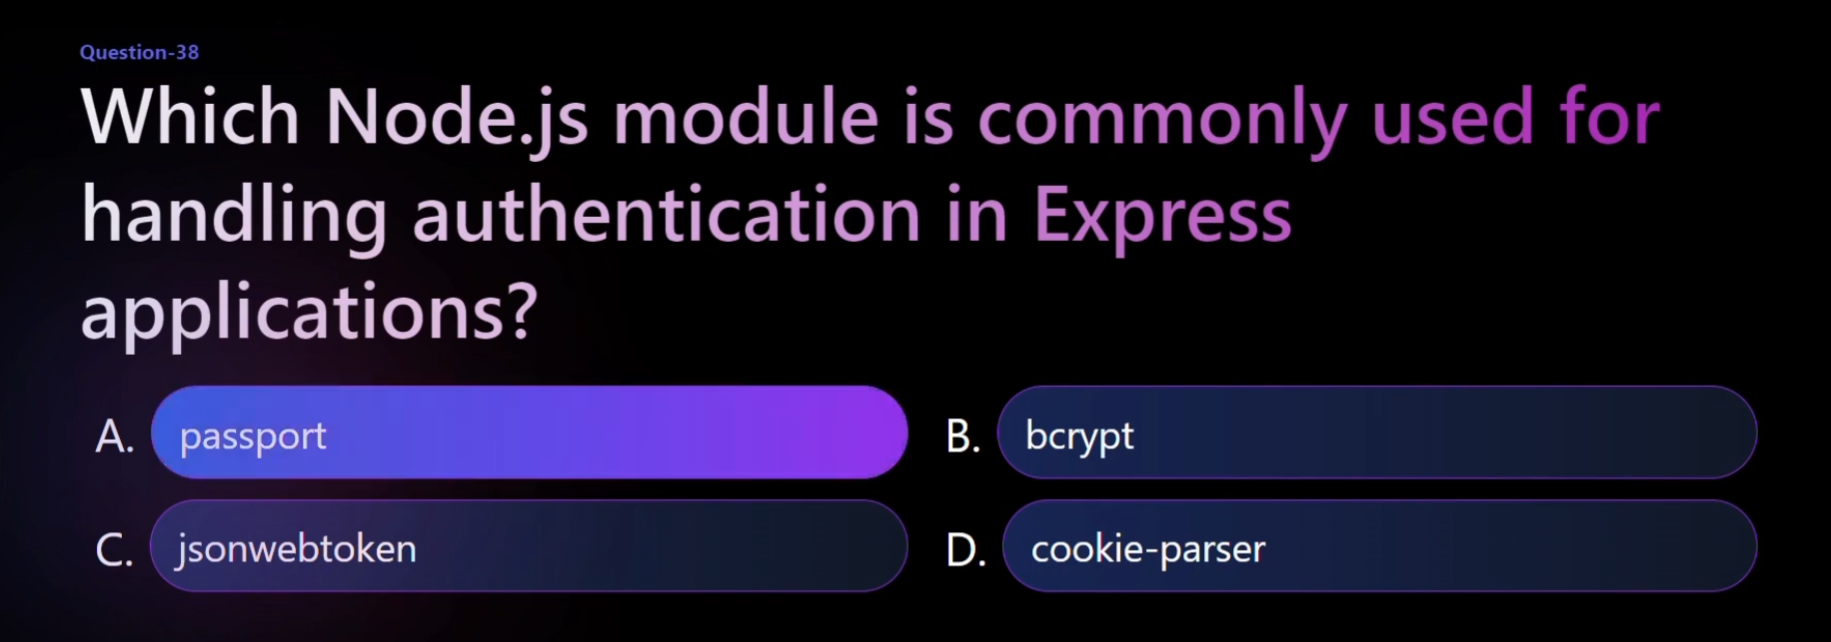 Question-38
Which Node.js module is commonly used for
handling authentication in Express
applications?
A. passport
B. bcrypt
C. jsonwebtoken
D. cookie-parser